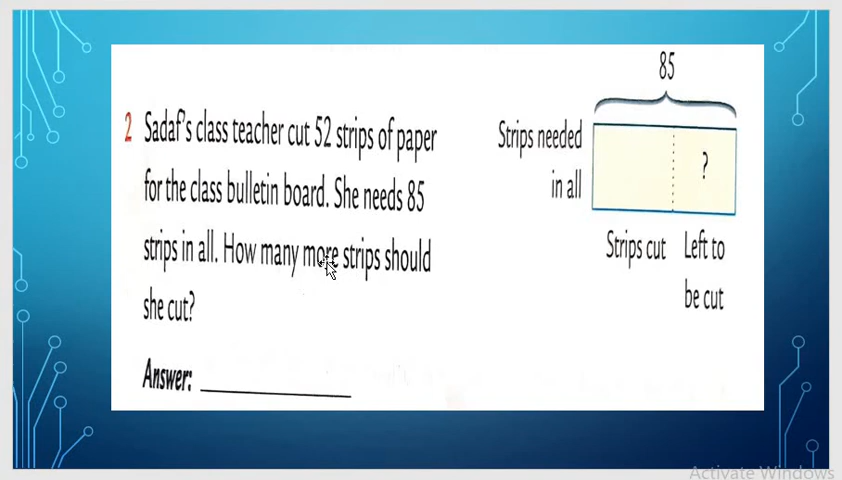 2 Sadaf's class teacher cut 52 strips of paper
for the class bulletin board. She needs 85
strips in all. How many more strips should
she cut?
Answer:
85
Strips needed
in all
?
Strips cut
Left to
be cut
Activate Windows